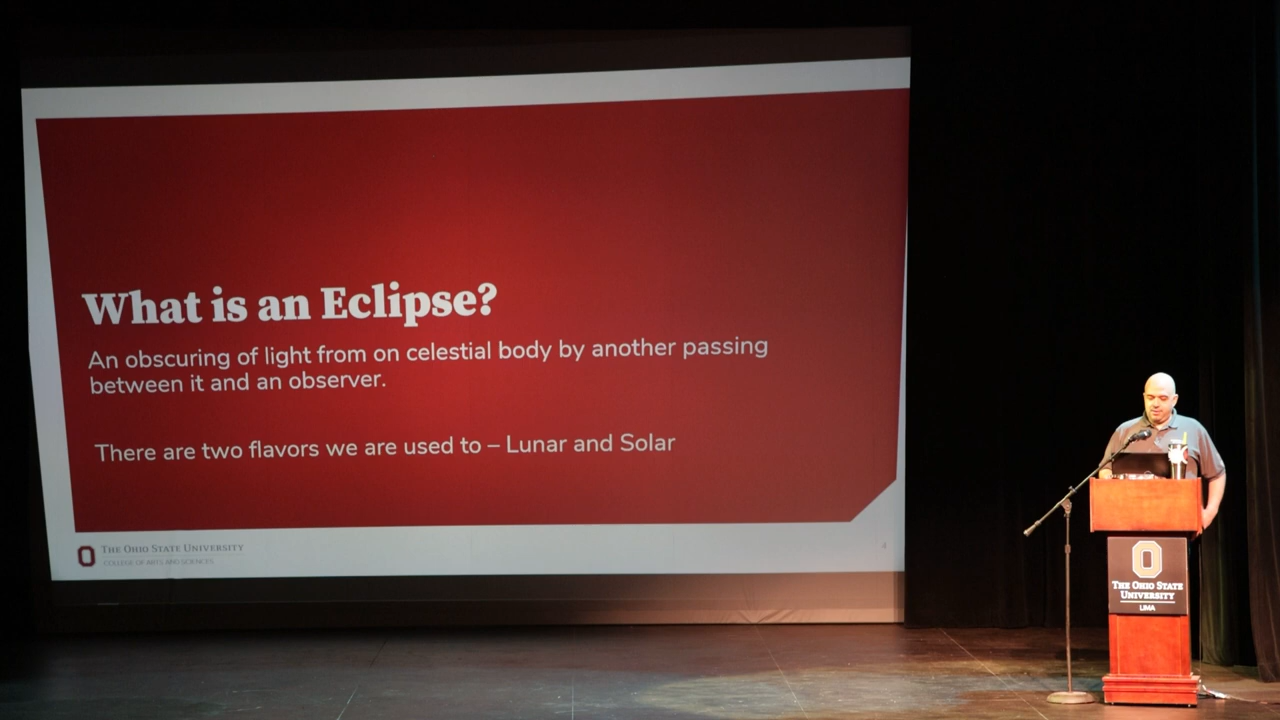 What is an Eclipse?
An obscuring of light from on celestial body by another passing
between it and an observer.
There are two flavors we are used to – Lunar and Solar
THE OHIO STATE UNIVERSITY
COLLEGE OF ARTS AND SCIENCES
4
THE OHIO STATE
UNIVERSITY
LIMA